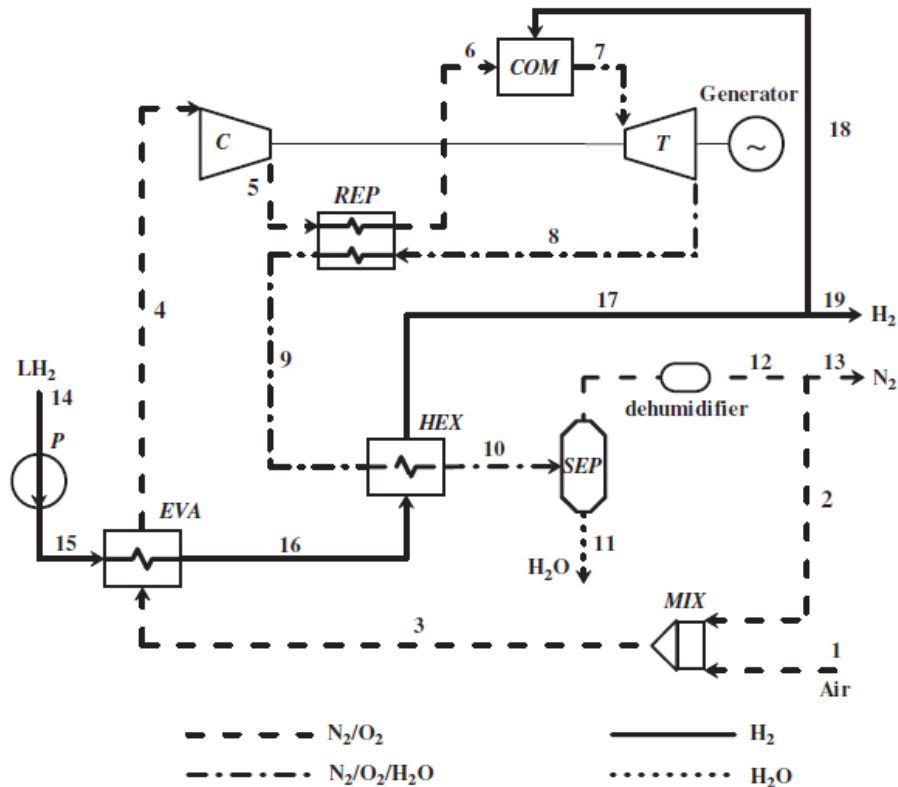 6
COM
7
Generator
C
T
~
18
5
REP
8
4
17
19
H₂
9
LH₂
14
12
13
N₂
dehumidifier
P
HEX
10
SEP
2
EVA
15
16
11
H₂O
MIX
3
1
Air
N₂/O₂
H₂
N₂/O₂/H₂O
H₂O